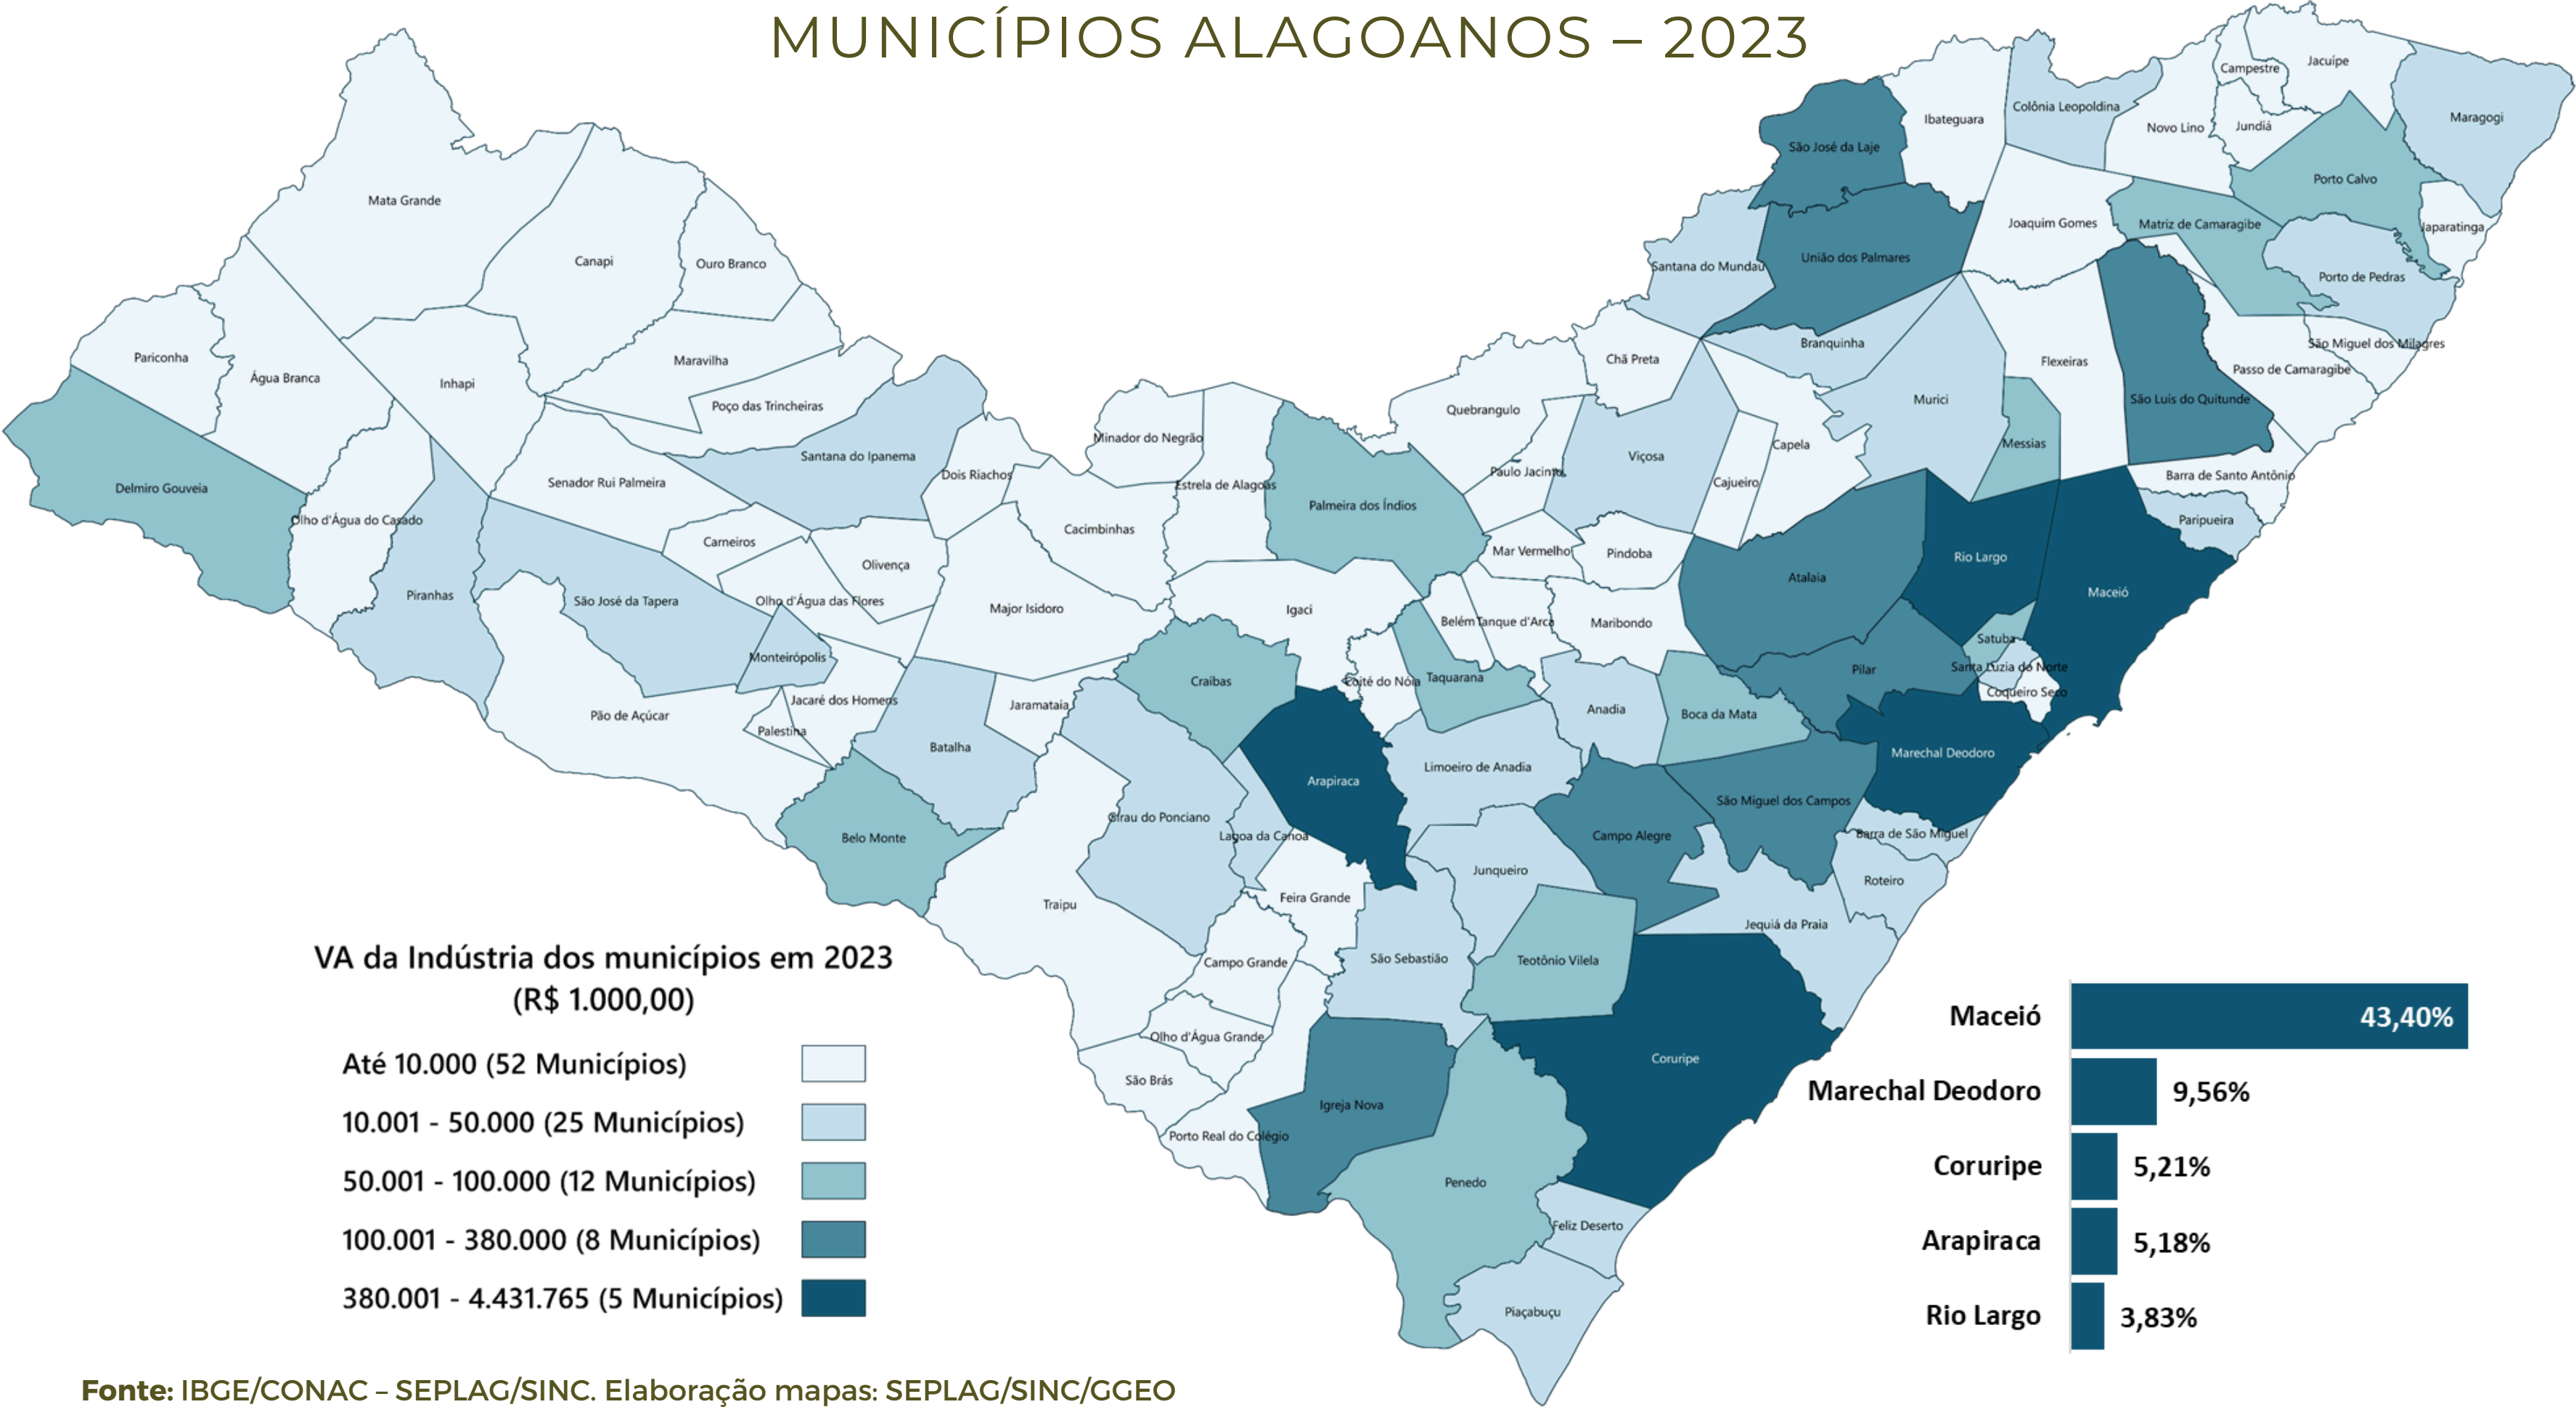 MUNICÍPIOS ALAGOANOS – 2023
Campestre
Jacuípe
Colônia Leopoldina
Maragogi
Ibateguara
Novo Lino
Jundiá
São José da Laje
Porto Calvo
Mata Grande
Joaquim Gomes
Matriz de Camaragibe
Japaratinga
Canapi
Ouro Branco
União dos Palmares
Santana do Mundaú
Porto de Pedras
Branquinha
São Miguel dos Milagres
Pariconha
Maravilha
Chã Preta
Flexeiras
Passo de Camaragibe
Água Branca
Inhapi
Murici
São Luís do Quitunde
Poço das Trincheiras
Quebrangulo
Minador do Negrão
Capela
Messias
Santana do Ipanema
Viçosa
Dois Riachos
Paulo Jacinto
Barra de Santo Antônio
Delmiro Gouveia
Senador Rui Palmeira
Estrela de Alagoas
Cajueiro
Palmeira dos Índios
Olho d'Água do Casado
Paripueira
Cacimbinhas
Carneiros
Mar Vermelho
Pindoba
Rio Largo
Olivença
Atalaia
Maceió
Piranhas
São José da Tapera
Olho d'Água das Flores
Major Isidoro
Igaci
Belém
Tanque d'Arca
Maribondo
Satuba
Monteirópolis
Pilar
Santa Luzia do Norte
Craíbas
Coité do Nóia
Taquarana
Coqueiro Seco
Jacaré dos Homens
Jaramataia
Anadia
Pão de Açúcar
Boca da Mata
Palestina
Batalha
Marechal Deodoro
Limoeiro de Anadia
Arapiraca
São Miguel dos Campos
Girau do Ponciano
Belo Monte
Lagoa da Canoa
Campo Alegre
Barra de São Miguel
Junqueiro
Roteiro
Feira Grande
Traipu
Jequiá da Praia
São Sebastião
Teotônio Vilela
Campo Grande
Olho d'Água Grande
Coruripe
São Brás
Igreja Nova
Porto Real do Colégio
Penedo
Feliz Deserto
Piaçabuçu
VA da Indústria dos municípios em 2023
(R$ 1.000,00)
Até 10.000 (52 Municípios)
10.001 - 50.000 (25 Municípios)
50.001 - 100.000 (12 Municípios)
100.001 - 380.000 (8 Municípios)
380.001 - 4.431.765 (5 Municípios)
Maceió 43,40%
Marechal Deodoro 9,56%
Coruripe 5,21%
Arapiraca 5,18%
Rio Largo 3,83%
Fonte: IBGE/CONAC – SEPLAG/SINC. Elaboração mapas: SEPLAG/SINC/GGEO